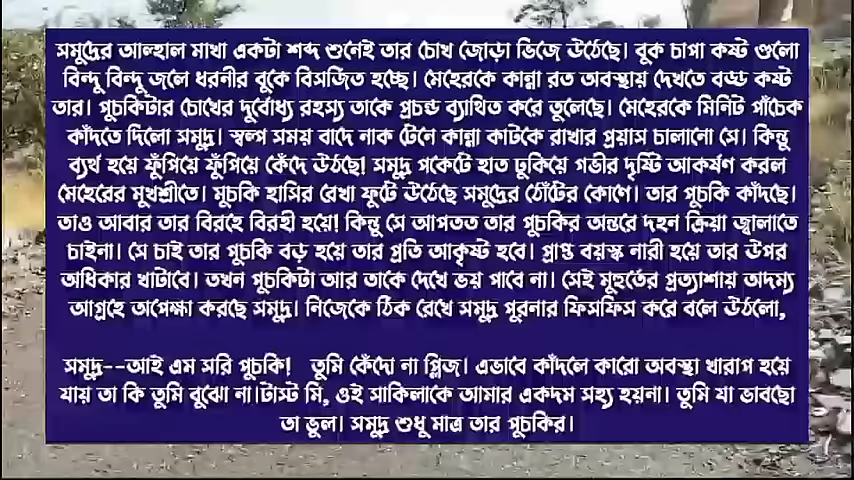 সমুদ্রের আল্হাল মাখা একটা শব্দ শুনেই তার চোখ জোড়া ভিজে উঠেছে। বুক চাপা কষ্ট গুলো
বিন্দু বিন্দু জলে ধরনীর বুকে বিসর্জিত হচ্ছে। মেহেরকে কান্না রত অবস্থায় দেখতে বড্ড কষ্ট
তার। পুচকিটার চোখের দুর্বোধ্য রহস্য তাকে প্রচন্ড ব্যাথিত করে তুলেছে। মেহেরকে মিনিট পাঁচেক
কাঁদতে দিলো সমুদ্র। স্বল্প সময় বাদে নাক টেনে কান্না কাটকে রাখার প্রয়াস চালানো সে। কিন্তু
ব্যর্থ হয়ে ফুঁপিয়ে ফুঁপিয়ে কেঁদে উঠছে! সমুদ্র পকেটে হাত ঢুকিয়ে গভীর দৃষ্টি আকর্ষণ করল
মেহেরের মুখশ্রীতে। মুচকি হাসির রেখা ফুটে উঠেছে সমুদ্রের ঠোঁটের কোণে। তার পুচকি কাঁদছে।
তাও আবার তার বিরহে বিরহী হয়ে! কিন্তু সে আপতত তার পুচকির অন্তরে দহন ক্রিয়া জ্বালাতে
চাইনা। সে চাই তার পুচকি বড় হয়ে তার প্রতি আকৃষ্ট হবে। প্রাপ্ত বয়স্ক নারী হয়ে তার উপর
অধিকার খাটাবে। তখন পুচকিটা আর তাকে দেখে ভয় পাবে না। সেই মুহুর্তের প্রত্যাশায় অদম্য
আগ্রহে অপেক্ষা করছে সমুদ্র। নিজেকে ঠিক রেখে সমুদ্র পুরনার ফিসফিস করে বলে উঠলো,
সমুদ্র--আই এম সরি পুচকি! তুমি কেঁদো না প্লিজ। এভাবে কাঁদলে কারো অবস্থা খারাপ হয়ে
যায় তা কি তুমি বুঝো না।টাস্ট মি, ওই সাকিলাকে আমার একদম সহ্য হয়না। তুমি যা ভাবছো
তা ভুল। সমুদ্র শুধু মাত্র তার পুচকির।